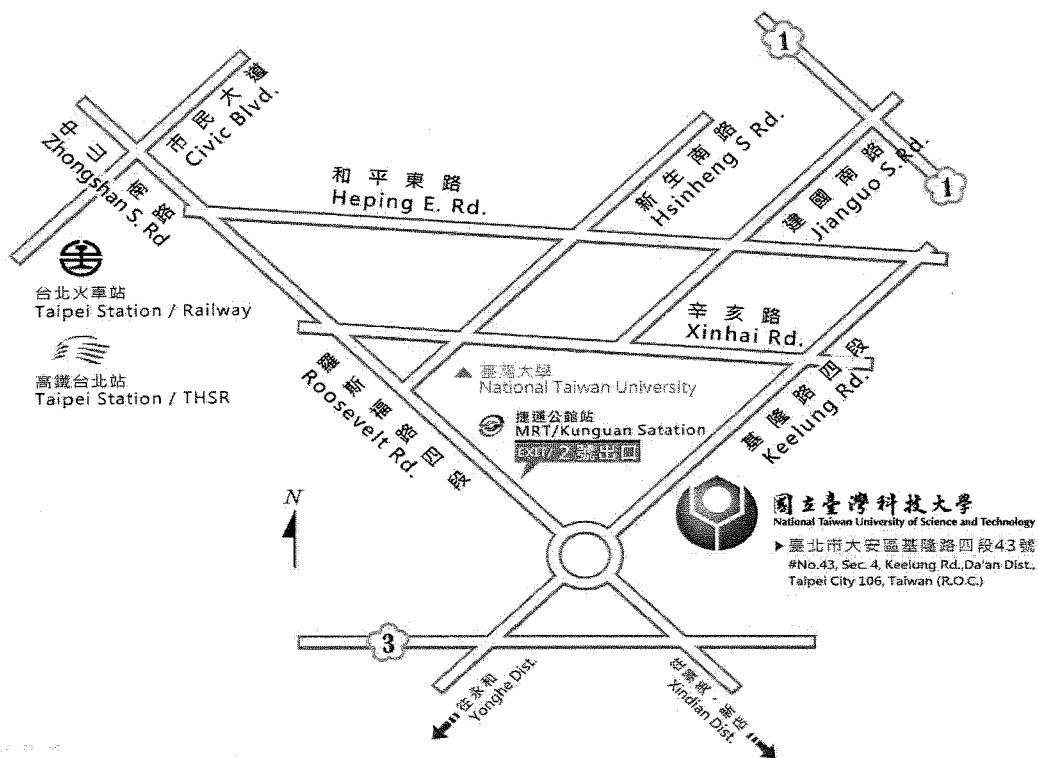 1
1
市民大道
Civic Blvd.
中山南路
Zhongshan S. Rd
和平東路
Heping E. Rd.
新生南路
Hsinheng S Rd.
建國南路
Jianguo S. Rd.
台北火車站
Taipei Station / Railway
高鐵台北站
Taipei Station / THSR
辛亥路
Xinhai Rd.
羅斯福路四段
Roosevelt Rd.
臺灣大學
National Taiwan University
捷運公館站
MRT/Kunguan Satation
EXIT/ 2 號出口
基隆路四段
Keelung Rd.
N
國立臺灣科技大學
National Taiwan University of Science and Technology
臺北市大安區基隆路四段43號
#No.43, Sec. 4, Keelung Rd.,Da'an Dist.,
Taipei City 106, Taiwan (R.O.C.)
3
往永和
Yonghe Dist.
新店
Xindian Dist.